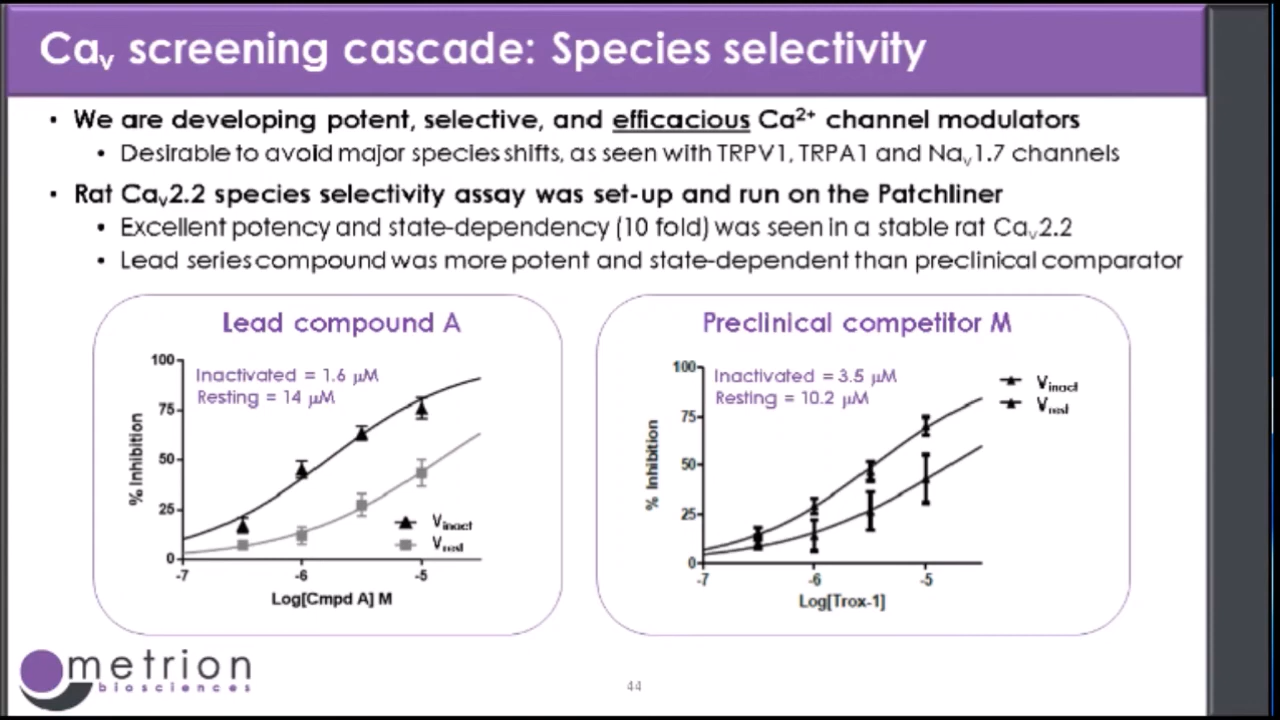 Cav screening cascade: Species selectivity
• We are developing potent, selective, and efficacious Ca2+ channel modulators
• Desirable to avoid major species shifts, as seen with TRPV1, TRPA1 and Nav1.7 channels
• Rat Cav2.2 species selectivity assay was set-up and run on the Patchliner
• Excellent potency and state-dependency (10 fold) was seen in a stable rat Cav2.2
• Lead series compound was more potent and state-dependent than preclinical comparator
Lead compound A
Inactivated = 1.6 µM
Resting = 14 µM
% Inhibition
100
75
50
25
0
-7
-6
-5
Log[Cmpd A] M
Vinact
Vrest
Preclinical competitor M
Inactivated = 3.5 µM
Resting = 10.2 µM
% Inhibition
100
75
50
25
0
-7
-6
-5
Log[Trox-1]
Vinact
Vrest
metrion
biosciences
44